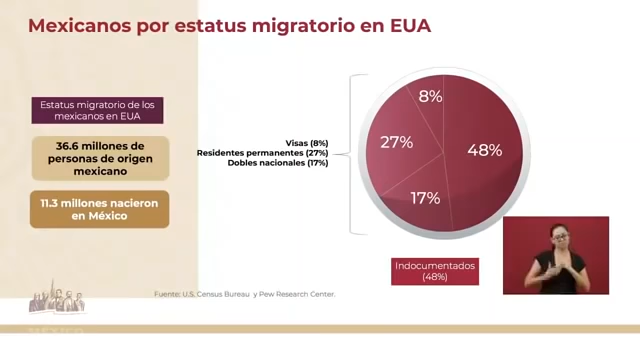 Mexicanos por estatus migratorio en EUA
Estatus migratorio de los
mexicanos en EUA
36.6 millones de
personas de origen
mexicano
11.3 millones nacieron
en México
Visas (8%)
Residentes permanentes (27%)
Dobles nacionales (17%)
8%
27%
48%
17%
Indocumentados
(48%)
Fuente: U.S. Census Bureau y Pew Research Center.
MÉXICO